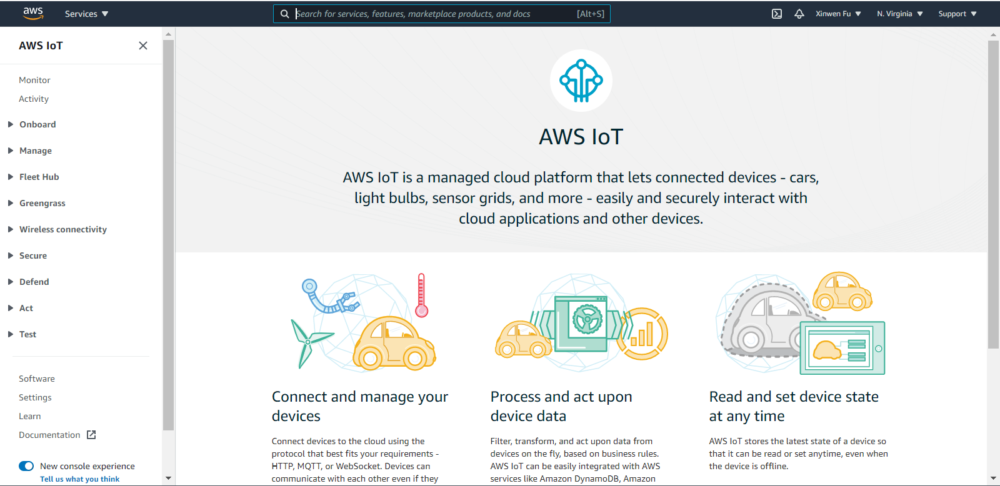 aws
Services
Search for services, features, marketplace products, and docs
[Alt+S]
Xinwen Fu
N. Virginia
Support
AWS IoT
Monitor
Activity
Onboard
Manage
Fleet Hub
Greengrass
Wireless connectivity
Secure
Defend
Act
Test
Software
Settings
Learn
Documentation
New console experience
Tell us what you think
AWS IoT
AWS IoT is a managed cloud platform that lets connected devices - cars,
light bulbs, sensor grids, and more - easily and securely interact with
cloud applications and other devices.
Connect and manage your
devices
Connect devices to the cloud using the
protocol that best fits your requirements -
HTTP, MQTT, or WebSocket. Devices can
communicate with each other even if they
Process and act upon
device data
Filter, transform, and act upon data from
devices on the fly, based on business rules.
AWS IoT can be easily integrated with AWS
services like Amazon DynamoDB, Amazon
Read and set device state
at any time
AWS IoT stores the latest state of a device so
that it can be read or set anytime, even when
the device is offline.